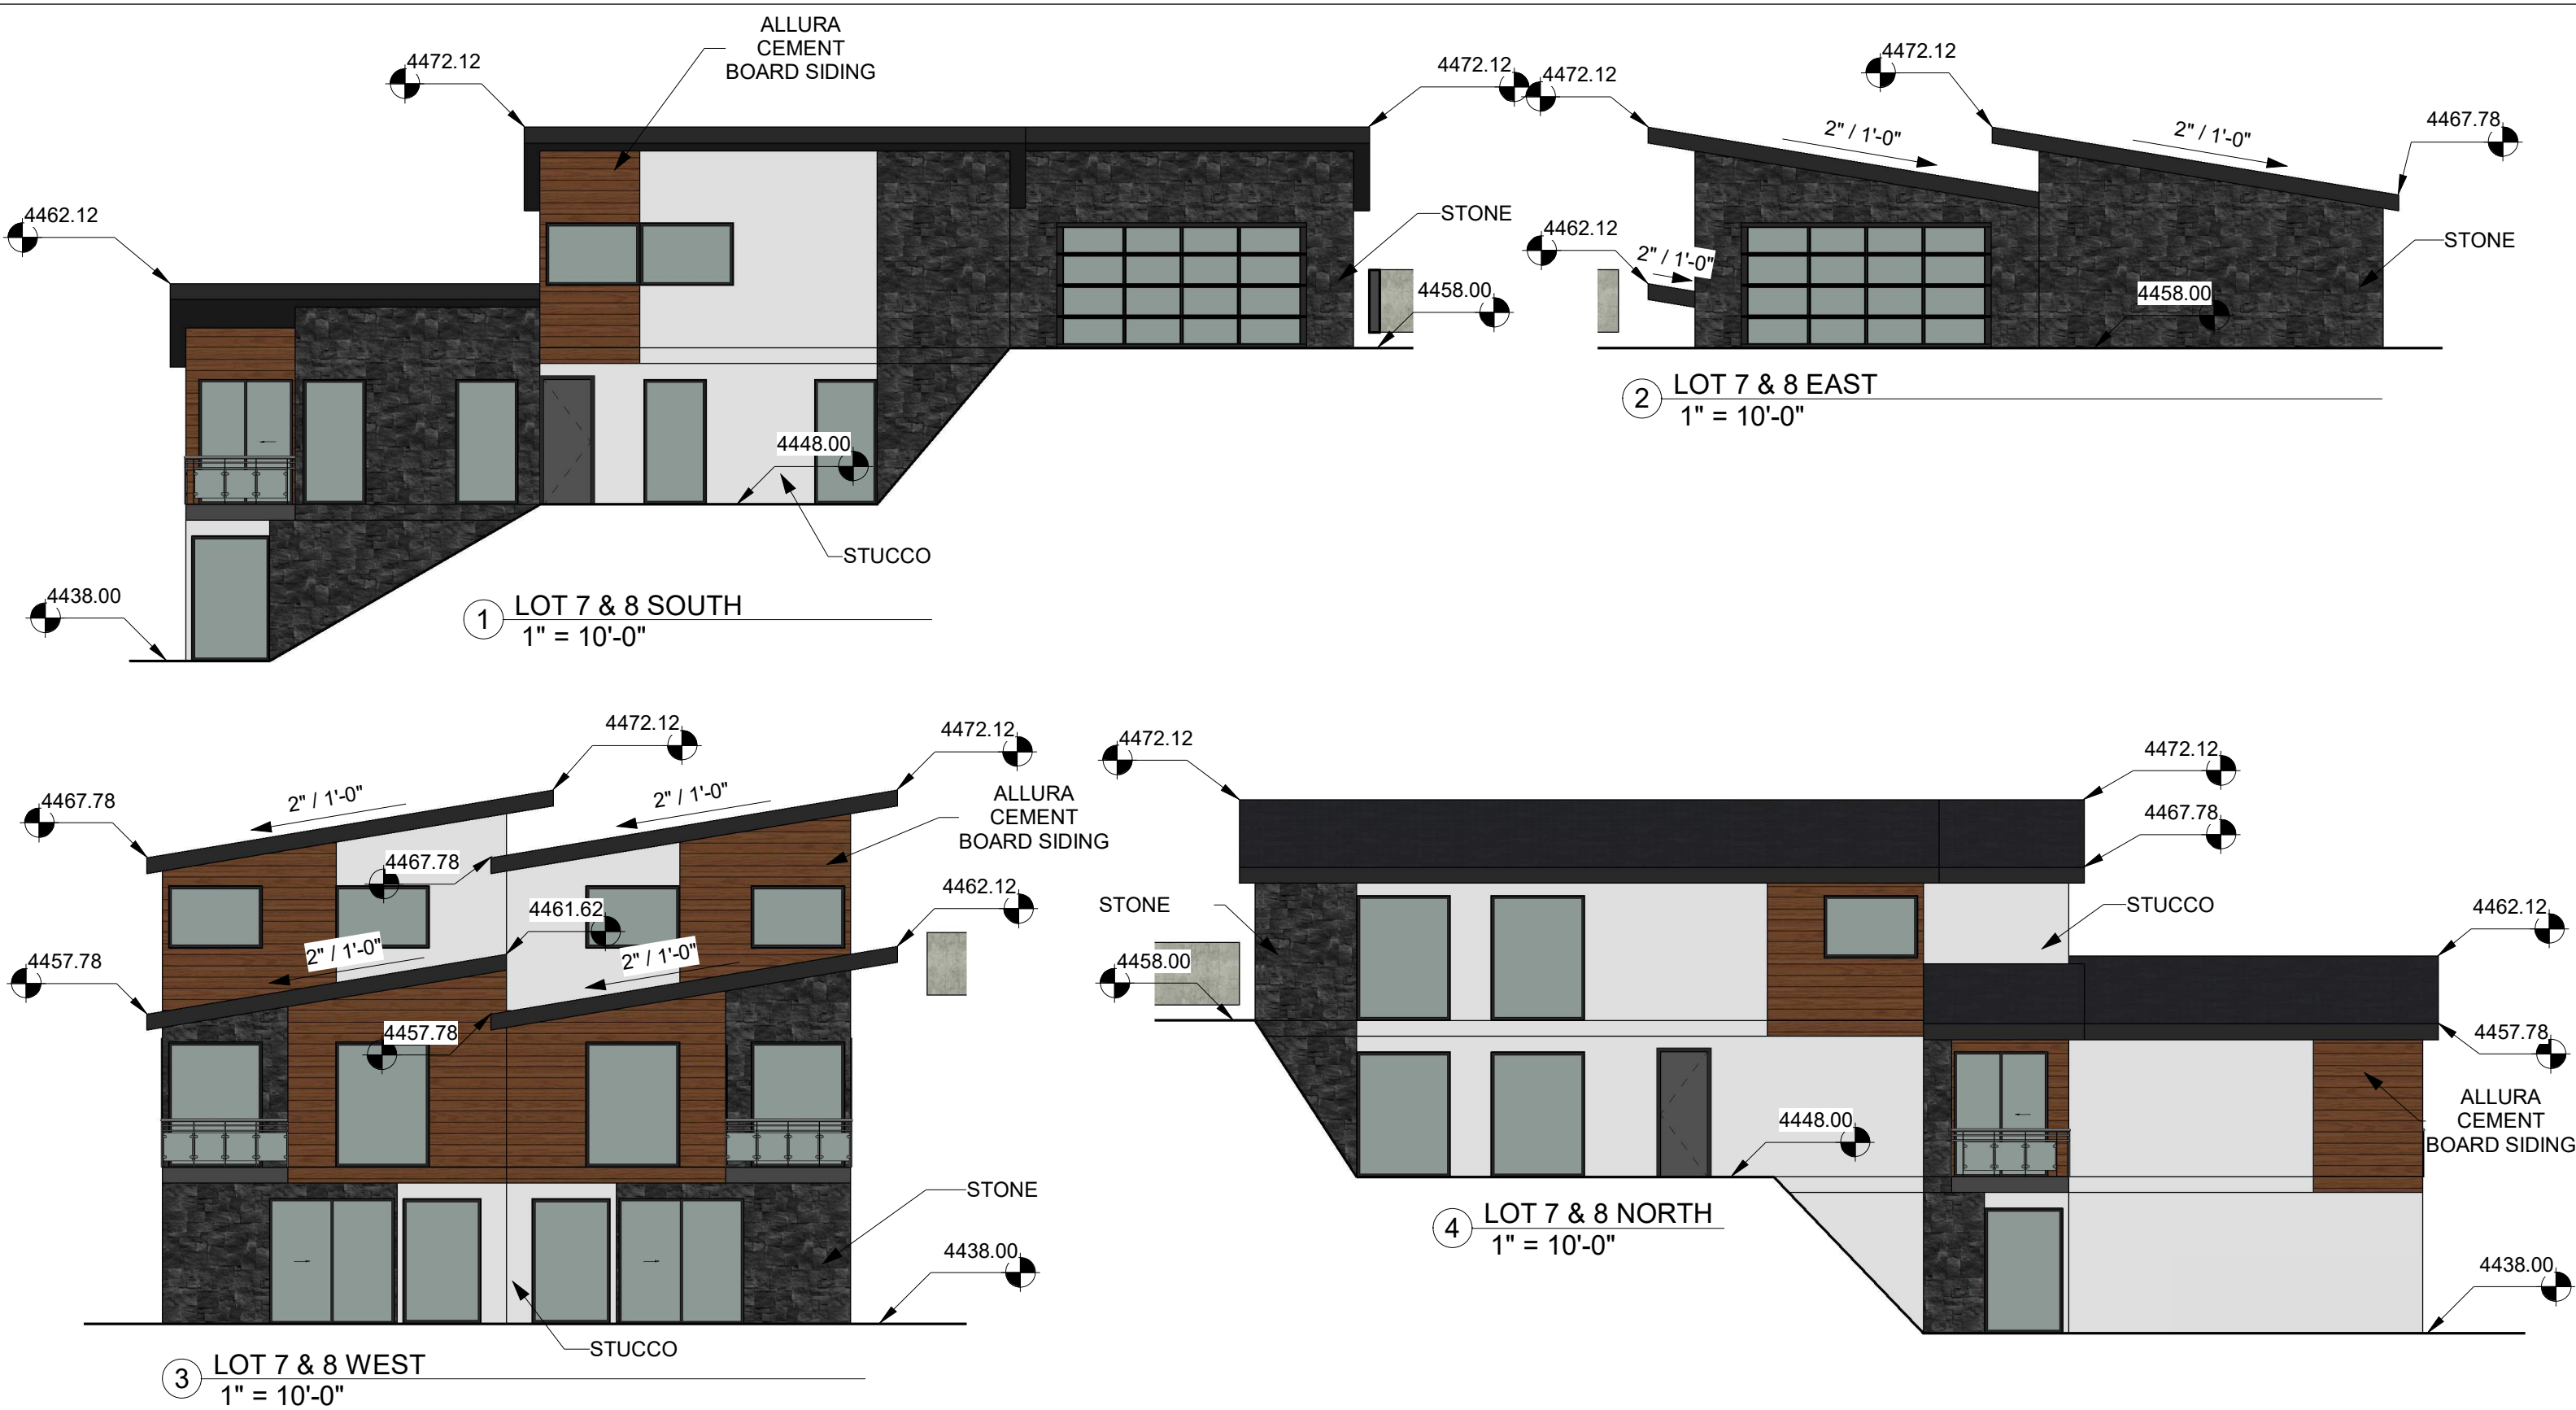 ALLURA
CEMENT
BOARD SIDING
4472.12
4472.12
4462.12
STONE
4458.00
4448.00
STUCCO
4438.00
1
LOT 7 & 8 SOUTH
1" = 10'-0"
4472.12
4472.12
2" / 1'-0"
2" / 1'-0"
4467.78
4462.12
2" / 1'-0"
STONE
4458.00
2
LOT 7 & 8 EAST
1" = 10'-0"
4472.12
4472.12
2" / 1'-0"
2" / 1'-0"
4467.78
ALLURA
CEMENT
BOARD SIDING
4467.78
4462.12
4461.62
2" / 1'-0"
2" / 1'-0"
4457.78
4457.78
STONE
4438.00
STUCCO
3
LOT 7 & 8 WEST
1" = 10'-0"
4472.12
4472.12
4467.78
STONE
STUCCO
4462.12
4458.00
4457.78
ALLURA
CEMENT
BOARD SIDING
4448.00
4438.00
4
LOT 7 & 8 NORTH
1" = 10'-0"